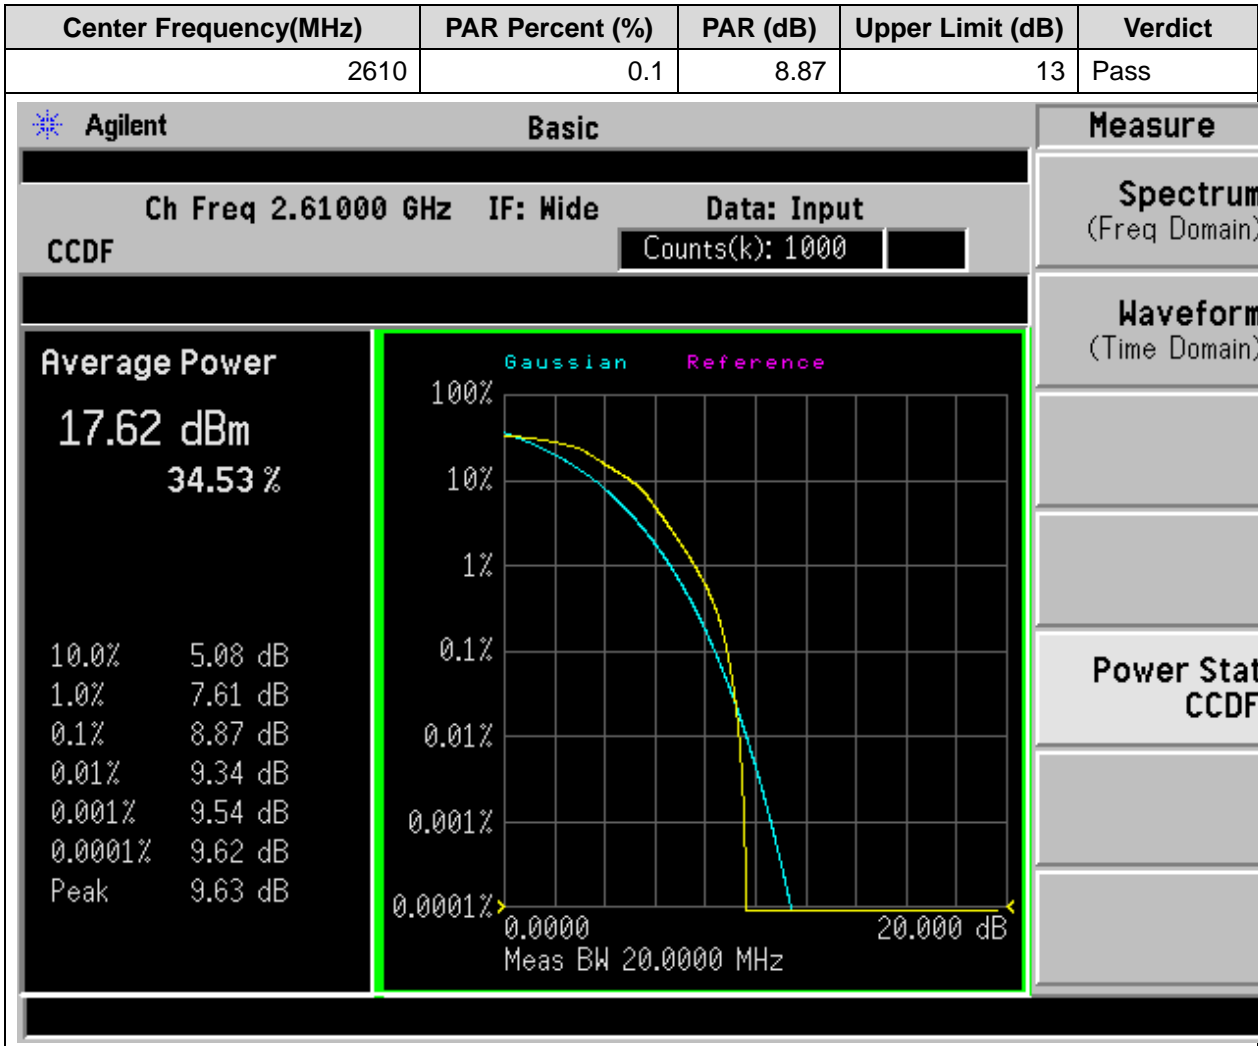 Center Frequency(MHz) PAR Percent (%) PAR (dB) Upper Limit (dB) Verdict
2610 0.1 8.87 13 Pass
Agilent Basic Measure
Ch Freq 2.61000 GHz IF: Wide Data: Input
CCDF Counts(k): 1000
Spectrum
(Freq Domain)
Waveform
(Time Domain)
Power Stat
CCDF
Average Power
17.62 dBm
34.53 %
10.0% 5.08 dB
1.0% 7.61 dB
0.1% 8.87 dB
0.01% 9.34 dB
0.001% 9.54 dB
0.0001% 9.62 dB
Peak 9.63 dB
Gaussian Reference
100%
10%
1%
0.1%
0.01%
0.001%
0.0001%
0.0000 20.000 dB
Meas BW 20.0000 MHz